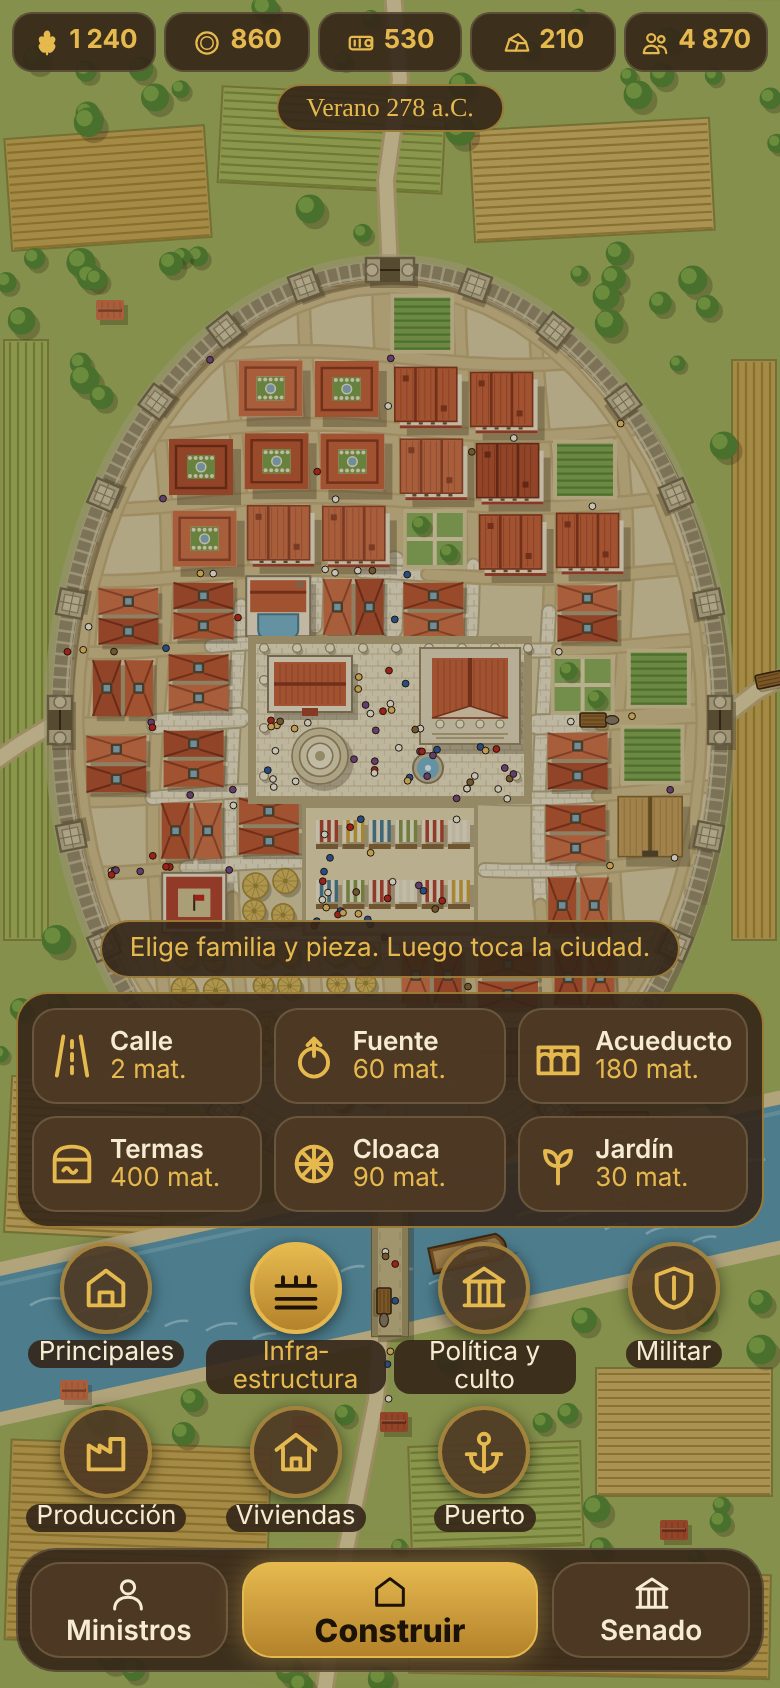 1 240
860
530
210
4 870
Verano 278 a.C.
Elige familia y pieza. Luego toca la ciudad.
Calle
2 mat.
Fuente
60 mat.
Acueducto
180 mat.
Termas
400 mat.
Cloaca
90 mat.
Jardín
30 mat.
Principales
Infra-
estructura
Política y
culto
Militar
Producción
Viviendas
Puerto
Ministros
Construir
Senado